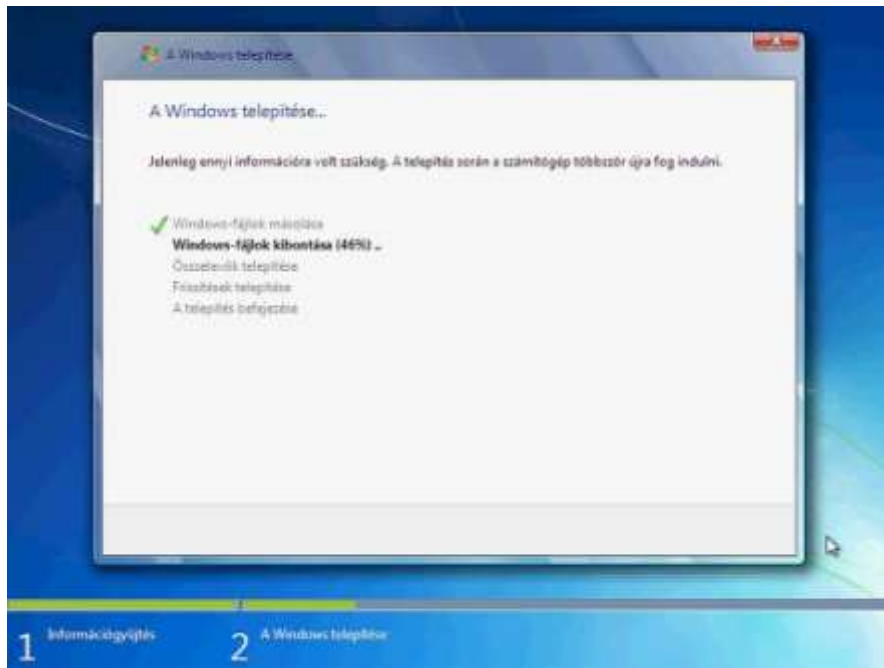 A Windows telepítése
A Windows telepítése...
Jelenleg ennyi információra volt szükség. A telepítés során a számítógép többször újra fog indulni.
Windows-fájlok másolása
Windows-fájlok kibontása (46%) ..
Összetevők telepítése
Frissítések telepítése
A telepítés befejezése
1 Információgyűjtés
2 A Windows telepítése